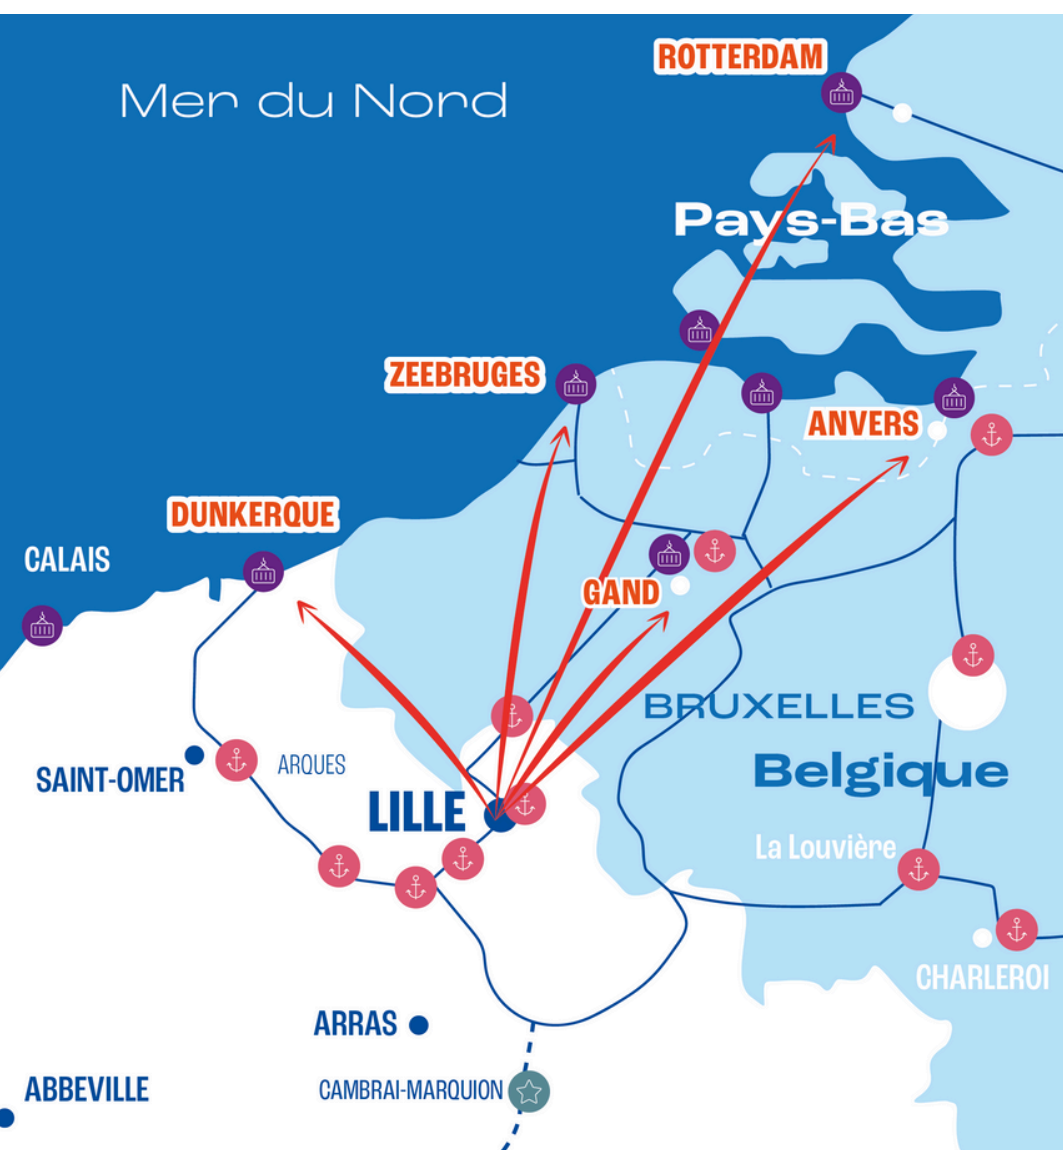 ROTTERDAM
Mer du Nord
Pays-Bas
ZEEBRUGES
ANVERS
DUNKERQUE
CALAIS
GAND
BRUXELLES
ARQUES
SAINT-OMER
Belgique
LILLE
La Louvière
CHARLEROI
ARRAS
ABBEVILLE
CAMBRAI-MARQUION